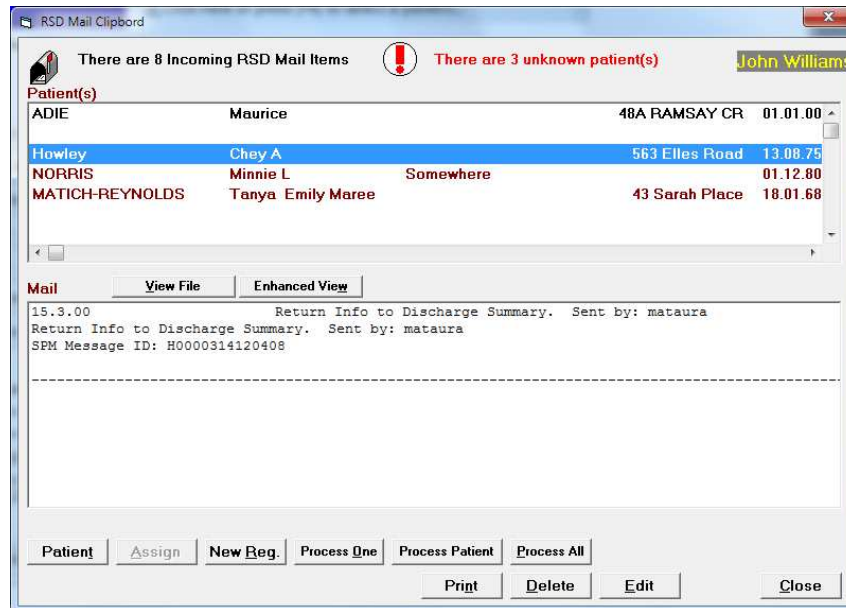 RSD Mail Clipbord
There are 8 Incoming RSD Mail Items
There are 3 unknown patient(s)
John Williams
Patient(s)
ADIE Maurice 48A RAMSAY CR 01.01.00
Howley Chey A 563 Elles Road 13.08.75
NORRIS Minnie L Somewhere 01.12.80
MATICH-REYNOLDS Tanya Emily Maree 43 Sarah Place 18.01.68
Mail View File Enhanced View
15.3.00 Return Info to Discharge Summary. Sent by: mataura
Return Info to Discharge Summary. Sent by: mataura
SPM Message ID: H0000314120408
Patient Assign New Reg. Process One Process Patient Process All
Print Delete Edit Close